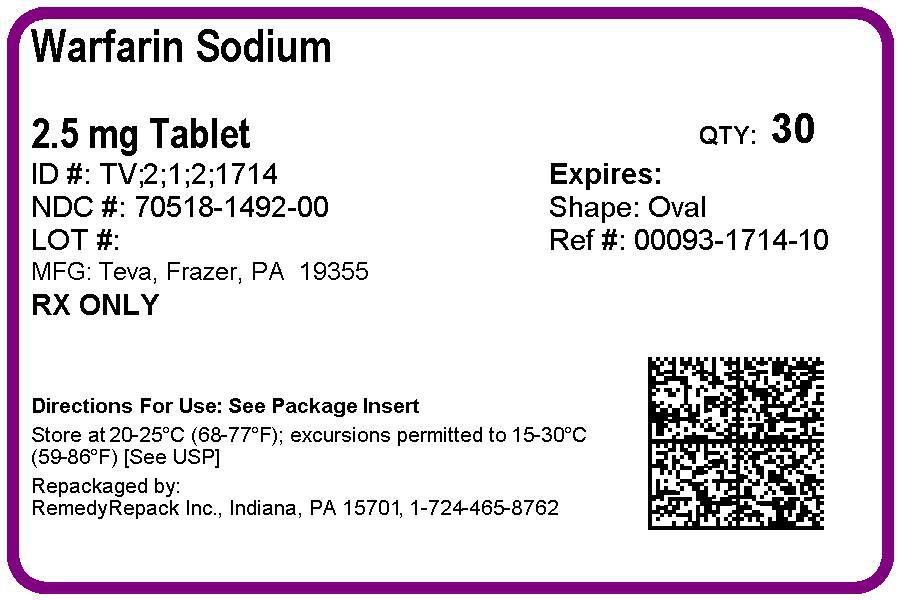 Warfarin Sodium
2.5 mg Tablet
QTY: 30
ID #: TV;2;1;2;1714
Expires:
NDC #: 70518-1492-00
Shape: Oval
LOT #:
Ref #: 00093-1714-10
MFG: Teva, Frazer, PA  19355
RX ONLY
Directions For Use: See Package Insert
Store at 20-25°C (68-77°F); excursions permitted to 15-30°C
(59-86°F) [See USP]
Repackaged by:
RemedyRepack Inc., Indiana, PA 15701, 1-724-465-8762